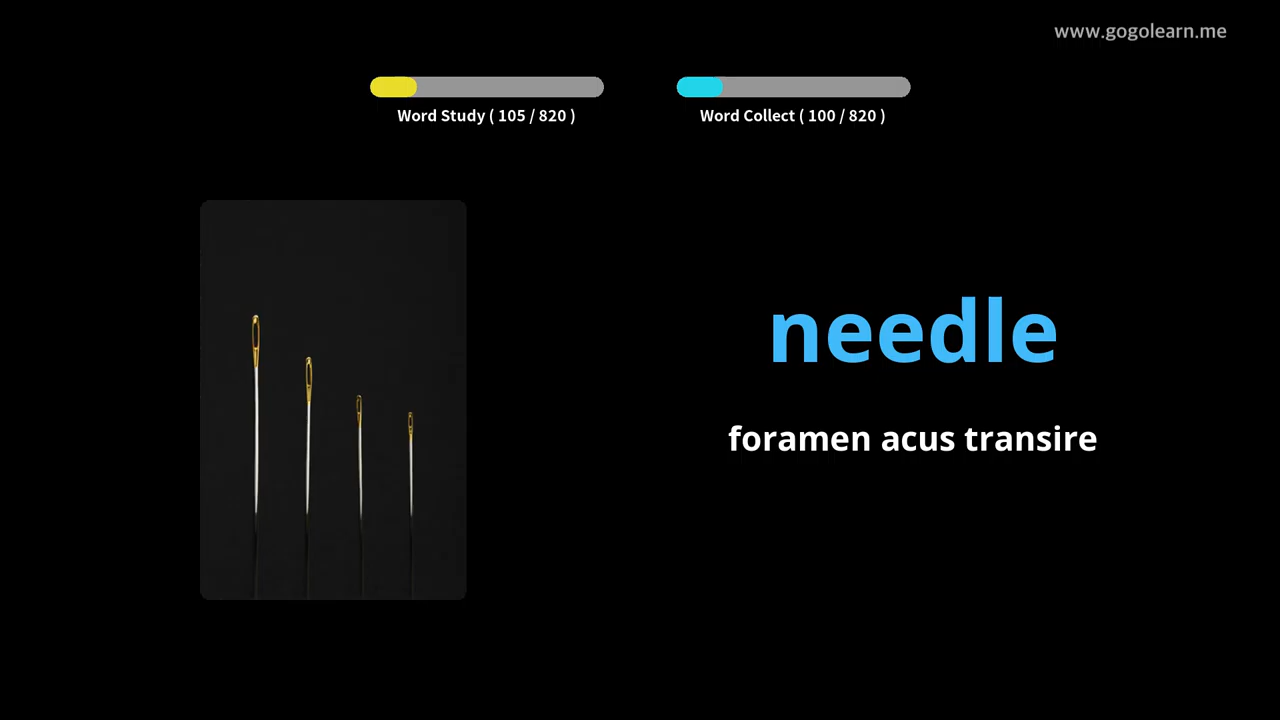 www.gogolearn.me
Word Study ( 105 / 820 )
Word Collect ( 100 / 820 )
needle
foramen acus transire